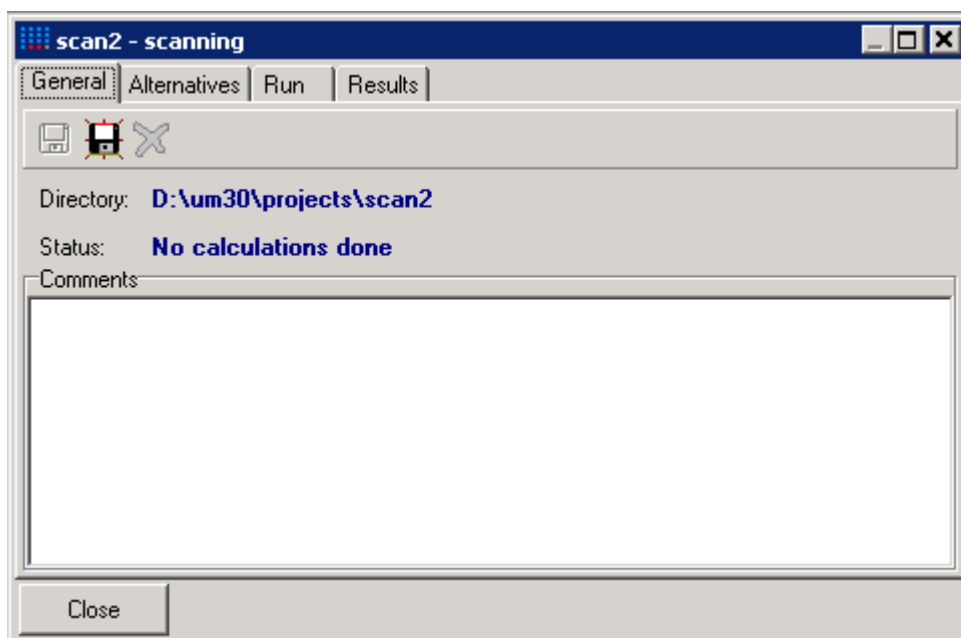 scan2 - scanning
General Alternatives Run Results
Directory: D:\um30\projects\scan2
Status: No calculations done
Comments
Close